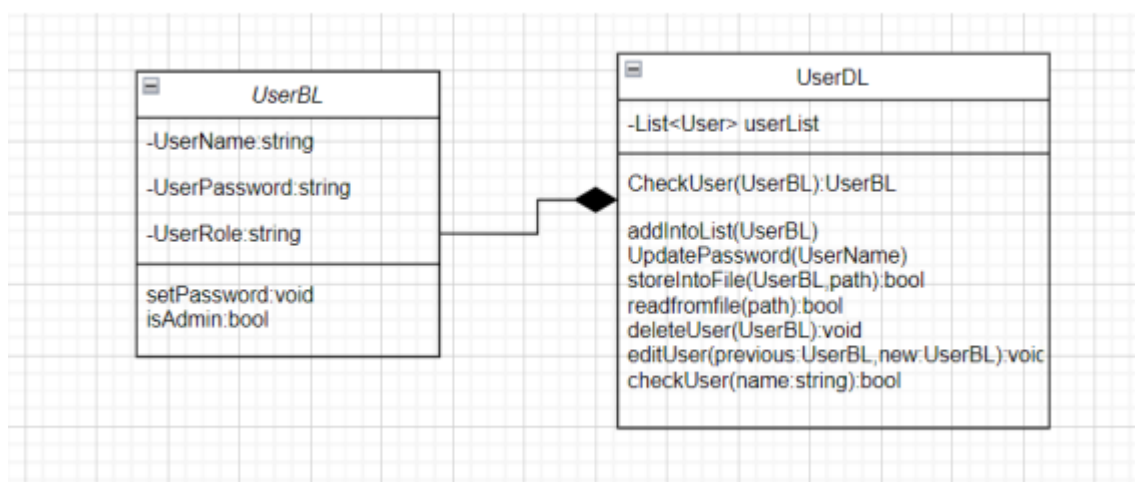 UserBL
-UserName:string
-UserPassword:string
-UserRole:string
setPassword:void
isAdmin:bool
UserDL
-List<User> userList
CheckUser(UserBL):UserBL
addIntoList(UserBL)
UpdatePassword(UserName)
storeIntoFile(UserBL,path):bool
readfromfile(path):bool
deleteUser(UserBL):void
editUser(previous:UserBL,new:UserBL):void
checkUser(name:string):bool